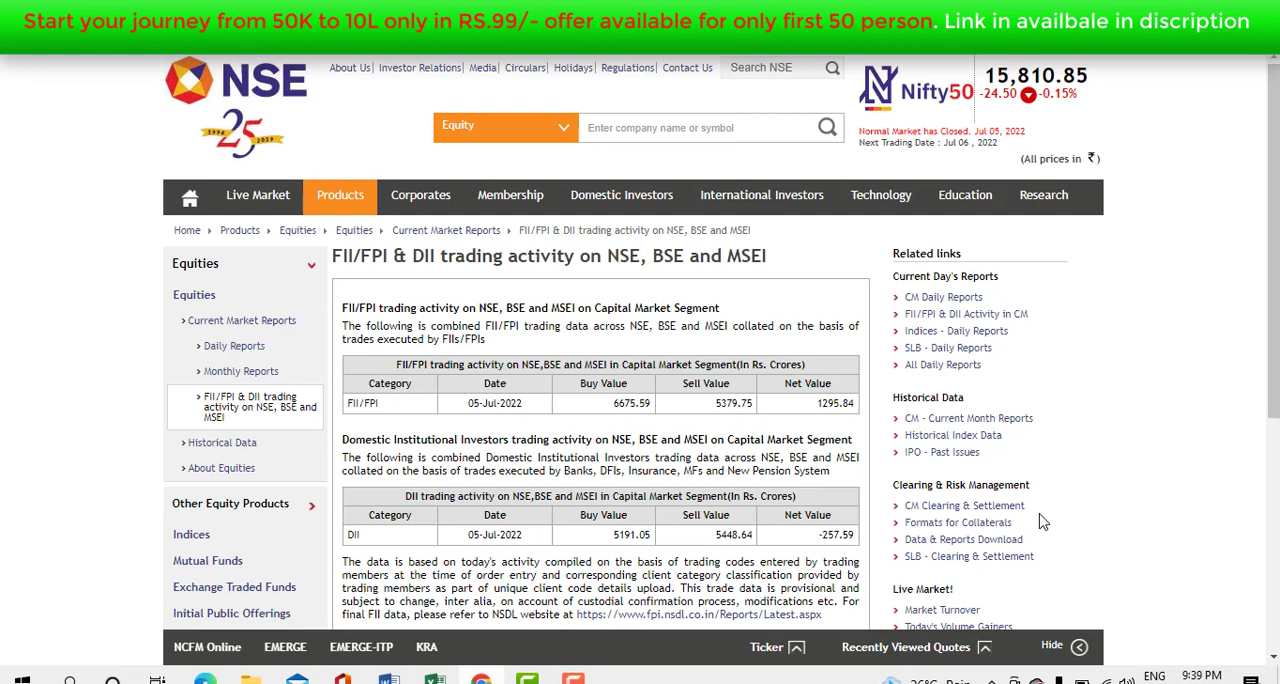 Start your journey from 50K to 10L only in RS.99/- offer available for only first 50 person. Link in availbale in discription
NSE
25
About Us| Investor Relations| Media| Circulars| Holidays| Regulations| Contact Us
Search NSE
Equity
Enter company name or symbol
Nifty50
15,810.85
-24.50 -0.15%
Normal Market has Closed. Jul 05, 2022
Next Trading Date : Jul 06 , 2022
(All prices in ₹ )
Live Market Products Corporates Membership Domestic Investors International Investors Technology Education Research
Home Products Equities Equities Current Market Reports FII/FPI & DII trading activity on NSE, BSE and MSEI
Equities
Equities
Current Market Reports
Daily Reports
Monthly Reports
FII/FPI & DII trading
activity on NSE, BSE and
MSEI
Historical Data
About Equities
Other Equity Products
Indices
Mutual Funds
Exchange Traded Funds
Initial Public Offerings
FII/FPI & DII trading activity on NSE, BSE and MSEI
FII/FPI trading activity on NSE, BSE and MSEI on Capital Market Segment
The following is combined FII/FPI trading data across NSE, BSE and MSEI collated on the basis of
trades executed by FIIs/FPIs
FII/FPI trading activity on NSE,BSE and MSEI in Capital Market Segment(In Rs. Crores)
Category Date Buy Value Sell Value Net Value
FII/FPI 05-Jul-2022 6675.59 5379.75 1295.84
Domestic Institutional Investors trading activity on NSE, BSE and MSEI on Capital Market Segment
The following is combined Domestic Institutional Investors trading data across NSE, BSE and MSEI
collated on the basis of trades executed by Banks, DFIs, Insurance, MFs and New Pension System
DII trading activity on NSE,BSE and MSEI in Capital Market Segment(In Rs. Crores)
Category Date Buy Value Sell Value Net Value
DII 05-Jul-2022 5191.05 5448.64 -257.59
The data is based on today's activity compiled on the basis of trading codes entered by trading
members at the time of order entry and corresponding client category classification provided by
trading members as part of unique client code details upload. This trade data is provisional and
subject to change, inter alia, on account of custodial confirmation process, modifications etc. For
final FII data, please refer to NSDL website at https://www.fpi.nsdl.co.in/Reports/Latest.aspx
Related links
Current Day's Reports
CM Daily Reports
FII/FPI & DII Activity in CM
Indices - Daily Reports
SLB - Daily Reports
All Daily Reports
Historical Data
CM - Current Month Reports
Historical Index Data
IPO - Past Issues
Clearing & Risk Management
CM Clearing & Settlement
Formats for Collaterals
Data & Reports Download
SLB - Clearing & Settlement
Live Market!
Market Turnover
Today's Volume Gainers
NCFM Online EMERGE EMERGE-ITP KRA Ticker Recently Viewed Quotes Hide
ENG 9:39 PM